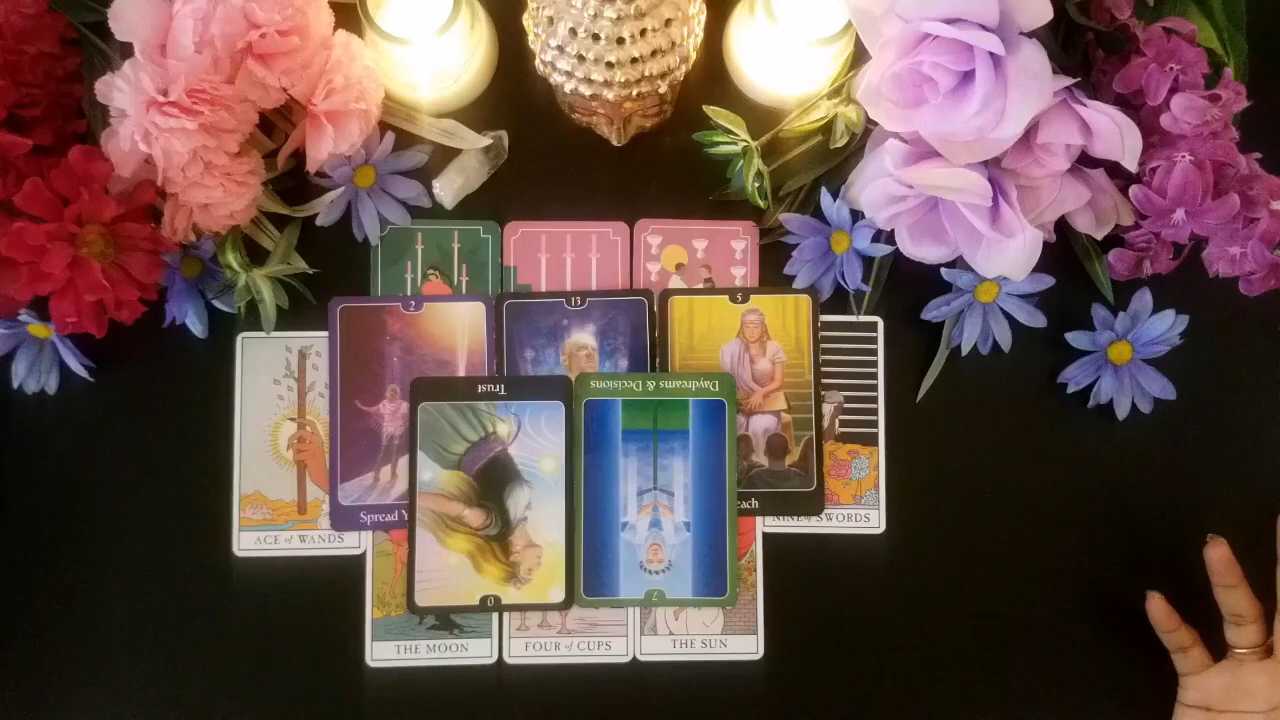 2
13
5
Trust
Daydreams & Decisions
Spread
each
ACE of WANDS
NINE of SWORDS
0
7
THE MOON
FOUR of CUPS
THE SUN